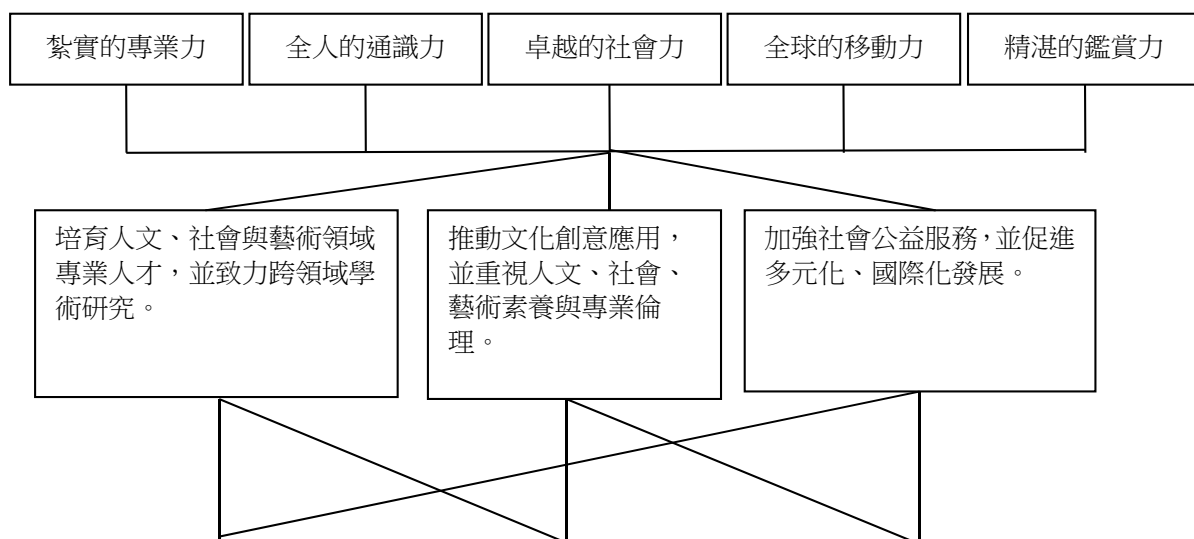 紮實的專業力
全人的通識力
卓越的社會力
全球的移動力
精湛的鑑賞力
培育人文、社會與藝術領域
專業人才，並致力跨領域學
術研究。
推動文化創意應用，
並重視人文、社會、
藝術素養與專業倫
理。
加強社會公益服務，並促進
多元化、國際化發展。